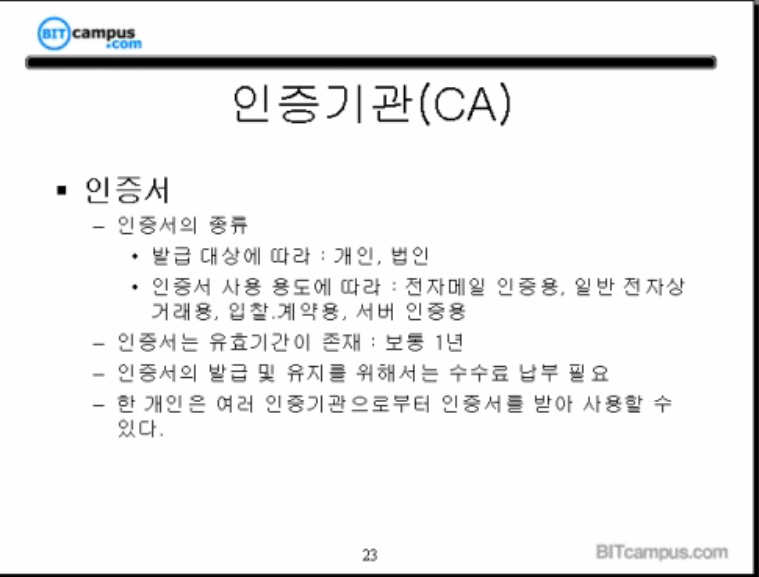 BIT campus
.com
인증기관(CA)
▪ 인증서
– 인증서의 종류
• 발급 대상에 따라 : 개인, 법인
• 인증서 사용 용도에 따라 : 전자메일 인증용, 일반 전자상
거래용, 입찰.계약용, 서버 인증용
– 인증서는 유효기간이 존재 : 보통 1년
– 인증서의 발급 및 유지를 위해서는 수수료 납부 필요
– 한 개인은 여러 인증기관으로부터 인증서를 받아 사용할 수
있다.
23
BITcampus.com